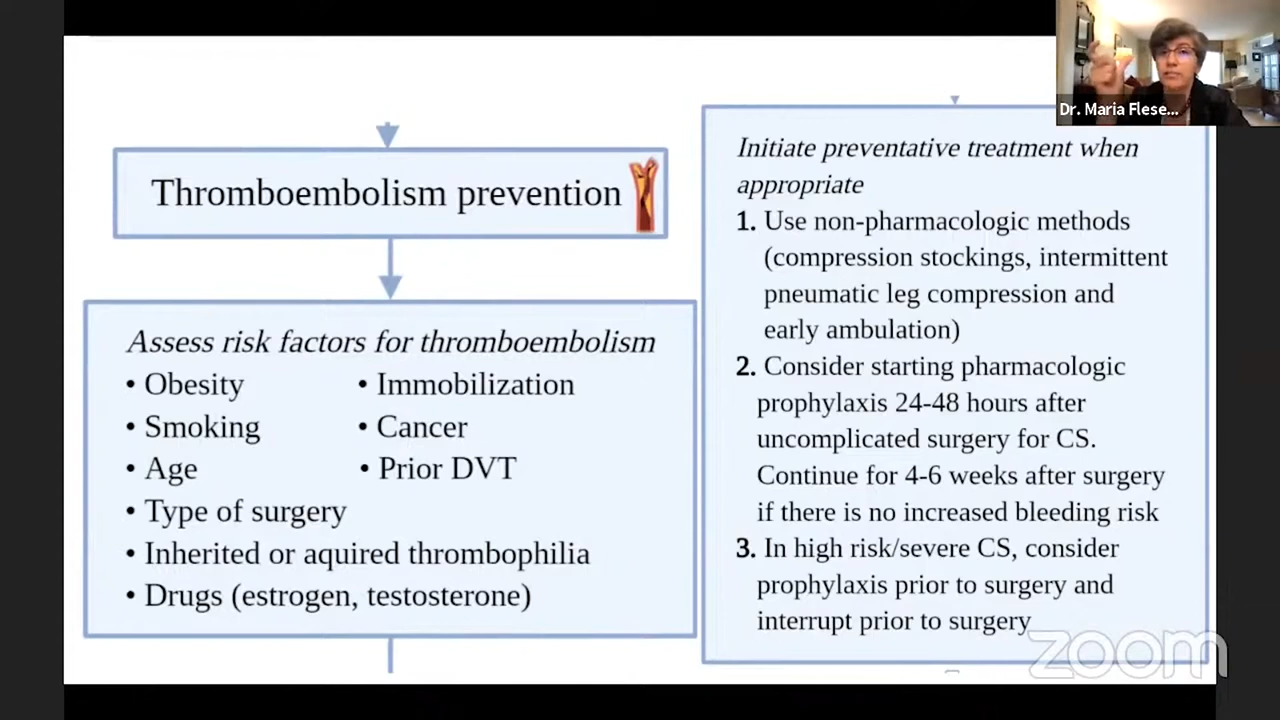 Thromboembolism prevention
Assess risk factors for thromboembolism
• Obesity
• Immobilization
• Smoking
• Cancer
• Age
• Prior DVT
• Type of surgery
• Inherited or aquired thrombophilia
• Drugs (estrogen, testosterone)
Initiate preventative treatment when
appropriate
1. Use non-pharmacologic methods
(compression stockings, intermittent
pneumatic leg compression and
early ambulation)
2. Consider starting pharmacologic
prophylaxis 24-48 hours after
uncomplicated surgery for CS.
Continue for 4-6 weeks after surgery
if there is no increased bleeding risk
3. In high risk/severe CS, consider
prophylaxis prior to surgery and
interrupt prior to surgery
Dr. Maria Flese...
zoom